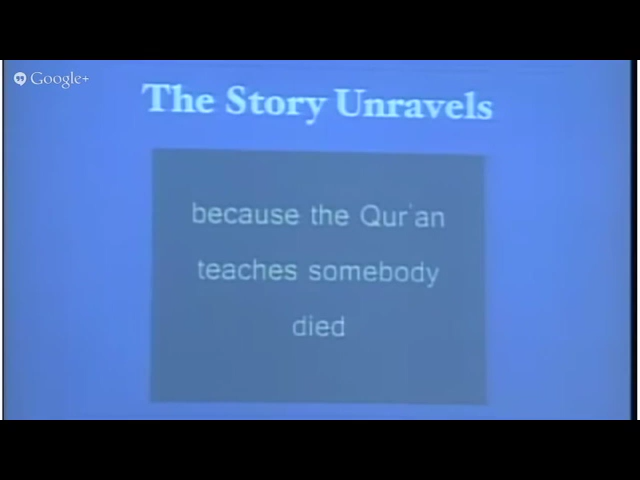 Google+
The Story Unravels
because the Qur'an
teaches somebody
died